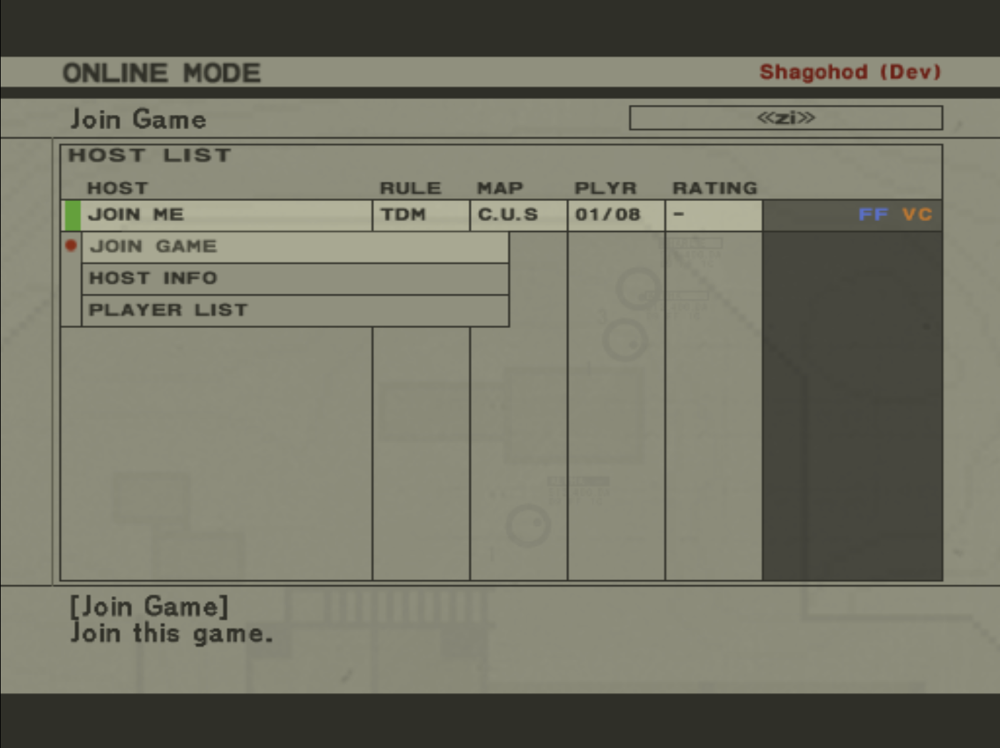 ONLINE MODE Shagohod (Dev)
Join Game «zi»
HOST LIST
HOST RULE MAP PLYR RATING
JOIN ME TDM C.U.S 01/08 - FF VC
JOIN GAME
HOST INFO
PLAYER LIST
[Join Game]
Join this game.